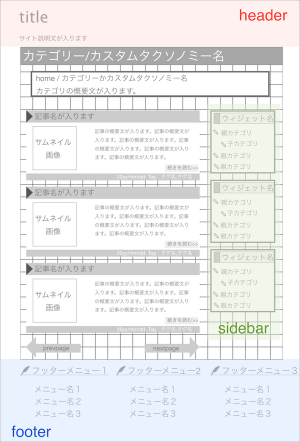 title
header
サイト説明文が入ります
カテゴリー/カスタムタクソノミー名
home / カテゴリーかカスタムタクソノミー名
カテゴリの概要文が入ります。
記事名が入ります
サムネイル
画像
記事の概要文が入ります。記事の概要文が入り
ます。記事の概要文が入ります。記事の概要文
が入ります。記事の概要文が入ります。記事の
概要文が入ります。
続きを読む>>
記事名が入ります
サムネイル
画像
記事の概要文が入ります。記事の概要文が入り
ます。記事の概要文が入ります。記事の概要文
が入ります。記事の概要文が入ります。記事の
概要文が入ります。
続きを読む>>
記事名が入ります
サムネイル
画像
記事の概要文が入ります。記事の概要文が入り
ます。記事の概要文が入ります。記事の概要文
が入ります。記事の概要文が入ります。記事の
概要文が入ります。
続きを読む>>
prevpage
nextpage
ウィジェット名
親カテゴリ
子カテゴリ
親カテゴリ
親カテゴリ
ウィジェット名
親カテゴリ
子カテゴリ
親カテゴリ
親カテゴリ
ウィジェット名
親カテゴリ
子カテゴリ
親カテゴリ
親カテゴリ
sidebar
フッターメニュー1
メニュー名1
メニュー名2
メニュー名3
フッターメニュー2
メニュー名1
メニュー名2
メニュー名3
フッターメニュー3
メニュー名1
メニュー名2
メニュー名3
footer